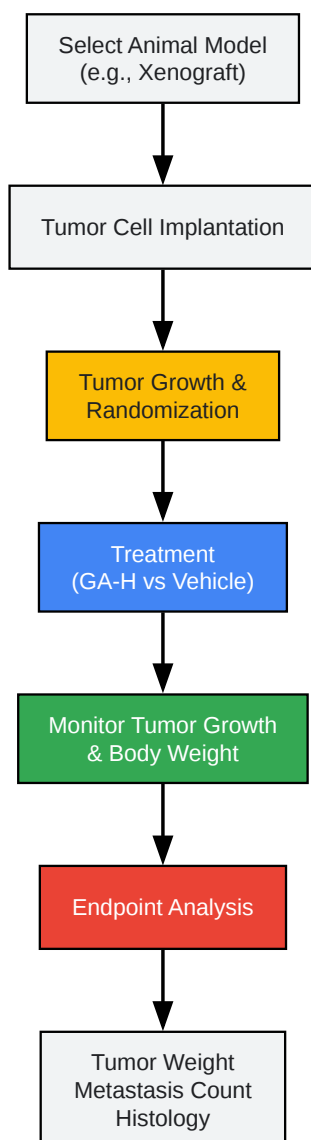 Select Animal Model
(e.g., Xenograft)
Tumor Cell Implantation
Tumor Growth &
Randomization
Treatment
(GA-H vs Vehicle)
Monitor Tumor Growth
& Body Weight
Endpoint Analysis
Tumor Weight
Metastasis Count
Histology